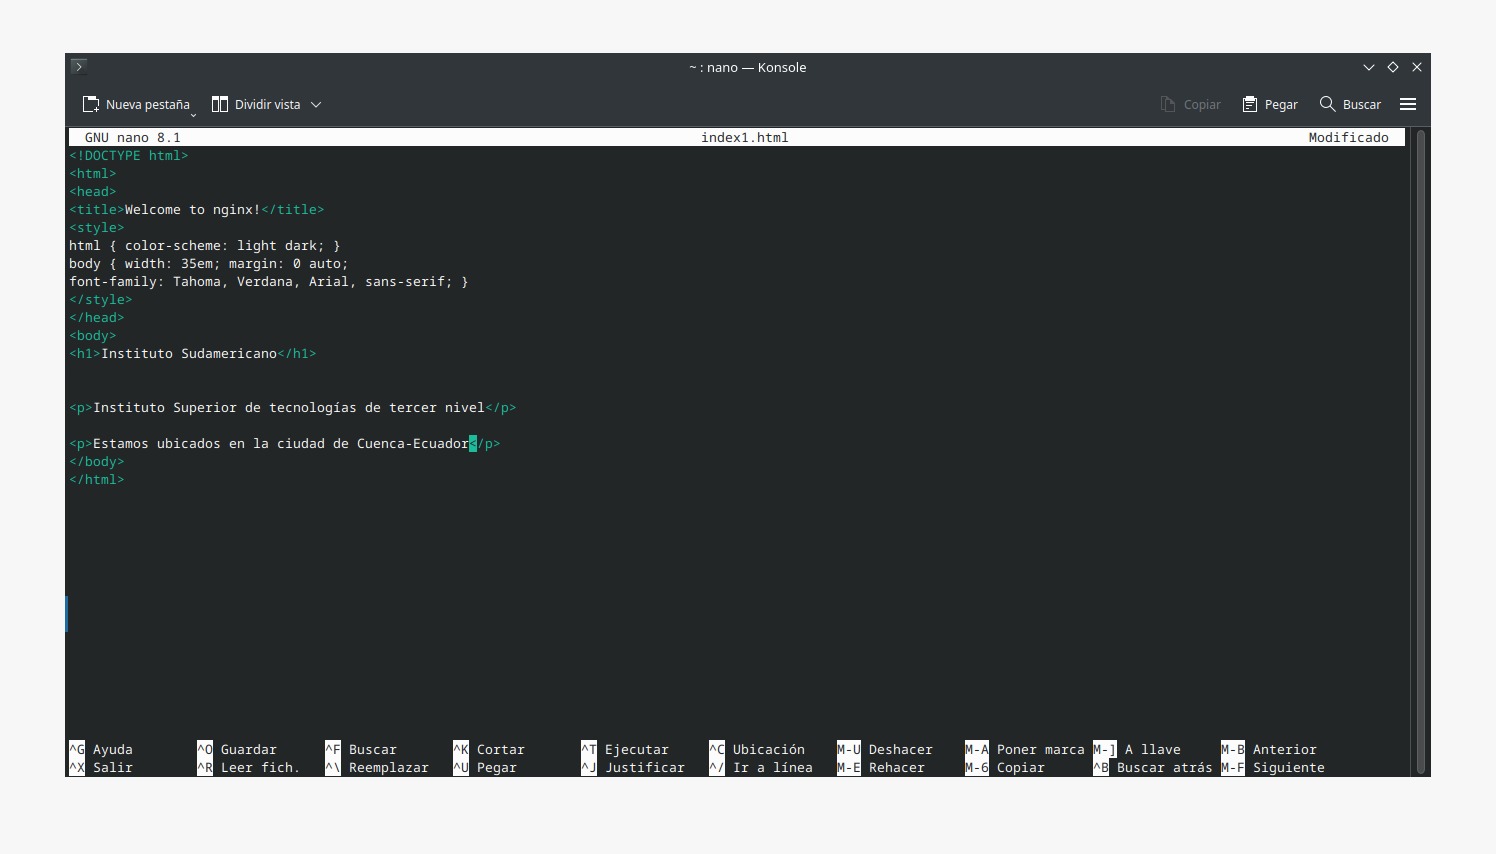 ~ : nano — Konsole
Nueva pestaña Dividir vista Copiar Pegar Buscar
GNU nano 8.1 index1.html Modificado
<!DOCTYPE html>
<html>
<head>
<title>Welcome to nginx!</title>
<style>
html { color-scheme: light dark; }
body { width: 35em; margin: 0 auto;
font-family: Tahoma, Verdana, Arial, sans-serif; }
</style>
</head>
<body>
<h1>Instituto Sudamericano</h1>
<p>Instituto Superior de tecnologías de tercer nivel</p>
<p>Estamos ubicados en la ciudad de Cuenca-Ecuador</p>
</body>
</html>
^G Ayuda ^O Guardar ^F Buscar ^K Cortar ^T Ejecutar ^C Ubicación M-U Deshacer M-A Poner marca M-] A llave M-B Anterior
^X Salir ^R Leer fich. ^\ Reemplazar ^U Pegar ^J Justificar ^/ Ir a línea M-E Rehacer M-6 Copiar ^B Buscar atrás M-F Siguiente